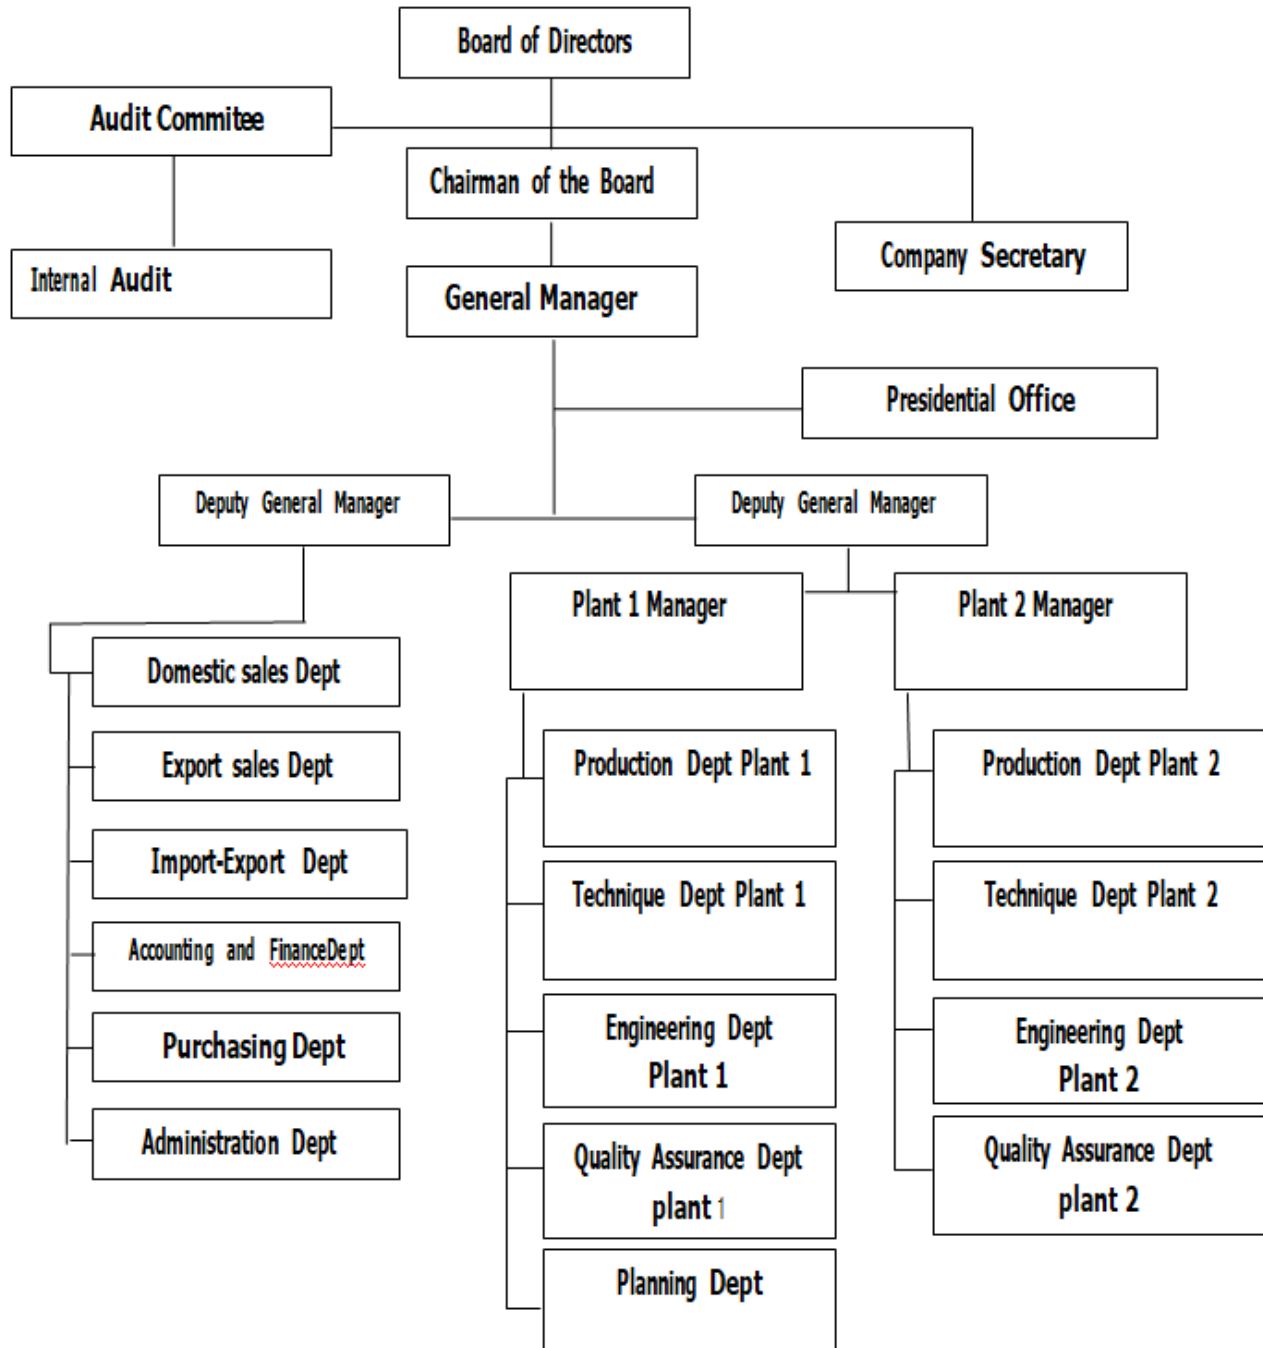 Board of Directors
Audit Commitee
Chairman of the Board
Company Secretary
Internal Audit
General Manager
Presidential Office
Deputy General Manager
Deputy General Manager
Plant 1 Manager
Plant 2 Manager
Domestic sales Dept
Export sales Dept
Import-Export Dept
Accounting and FinanceDept
Purchasing Dept
Administration Dept
Production Dept Plant 1
Technique Dept Plant 1
Engineering Dept
Plant 1
Quality Assurance Dept
plant 1
Planning Dept
Production Dept Plant 2
Technique Dept Plant 2
Engineering Dept
Plant 2
Quality Assurance Dept
plant 2